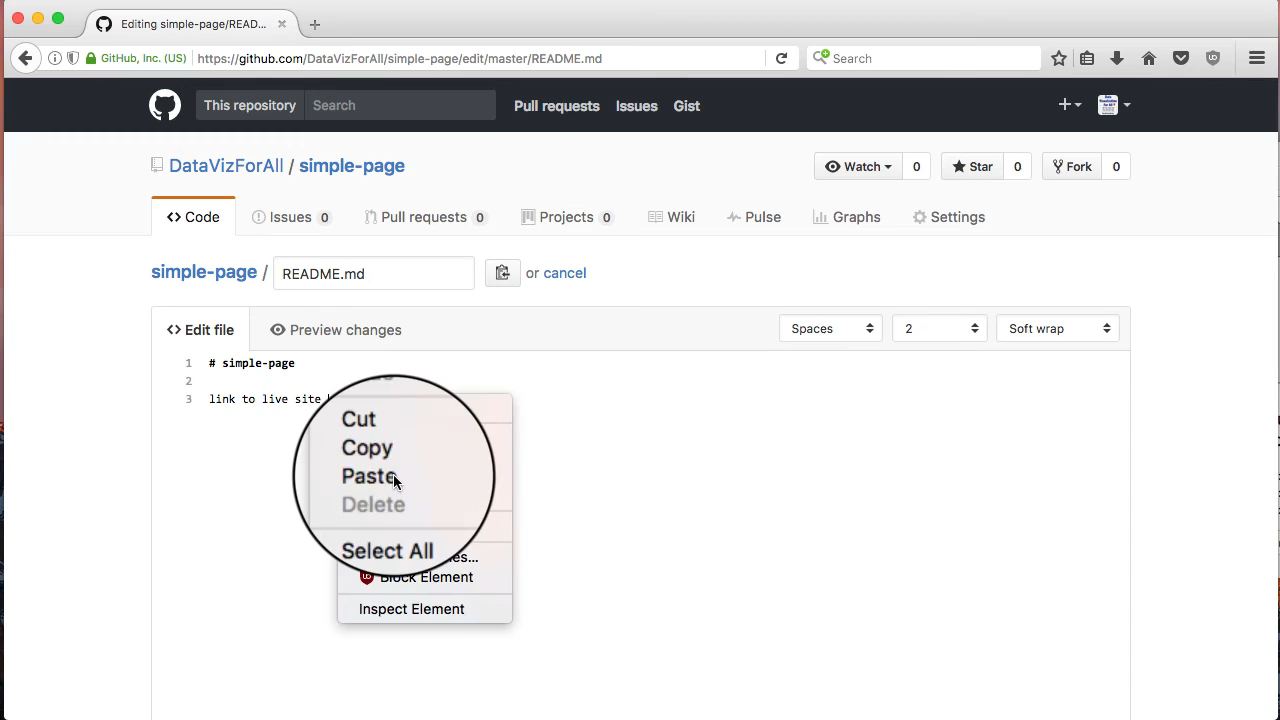 Editing simple-page/READ...
GitHub, Inc. (US)
https://github.com/DataVizForAll/simple-page/edit/master/README.md
Search
This repository
Search
Pull requests
Issues
Gist
DataVizForAll / simple-page
Watch
0
Star
0
Fork
0
Code
Issues 0
Pull requests 0
Projects 0
Wiki
Pulse
Graphs
Settings
simple-page / README.md
or cancel
Edit file
Preview changes
Spaces
2
Soft wrap
1 # simple-page
2
3 link to live site
Cut
Copy
Paste
Delete
Select All
Block Element
Inspect Element